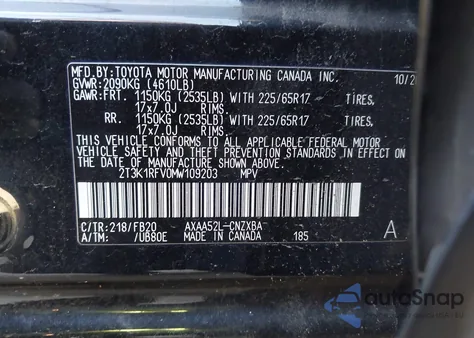 MFD.BY:TOYOTA MOTOR MANUFACTURING CANADA INC. 10/2
GVWR:2090KG (4610LB)
GAWR:FRT. 1150KG (2535LB) WITH 225/65R17 TIRES,
17x7.0J RIMS.
RR. 1150KG (2535LB) WITH 225/65R17 TIRES,
17x7.0J RIMS.
THIS VEHICLE CONFORMS TO ALL APPLICABLE FEDERAL MOTOR
VEHICLE SAFETY AND THEFT PREVENTION STANDARDS IN EFFECT
ON THE DATE OF MANUFACTURE SHOWN ABOVE.
2T3K1RFV0MW109203 MPV
C/TR:218/FB20 AXAA52L-CNZXBA
A/TM: /UB80E MADE IN CANADA 185 A
autoSnap